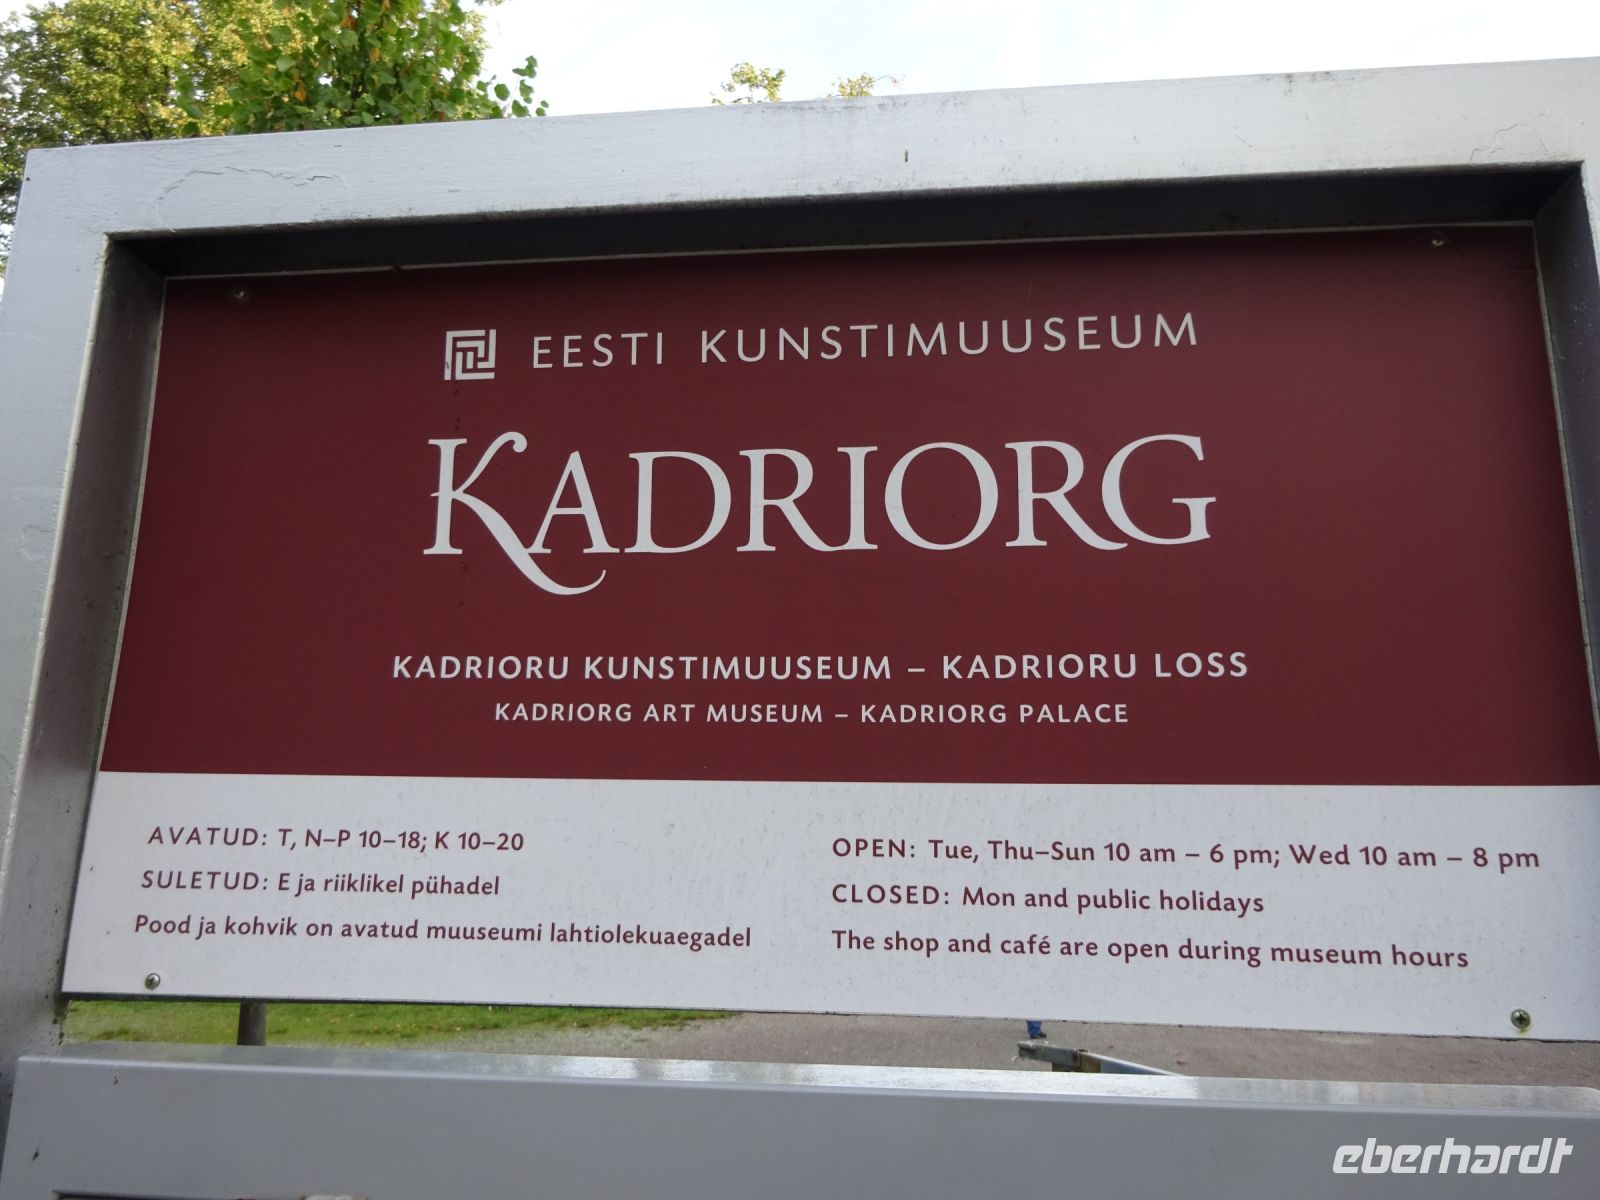 EESTI KUNSTIMUUSEUM
KADRIORG
KADRIORU KUNSTIMUUSEUM – KADRIORU LOSS
KADRIORG ART MUSEUM – KADRIORG PALACE
AVATUD: T, N–P 10–18; K 10–20
SULETUD: E ja riiklikel pühadel
Pood ja kohvik on avatud muuseumi lahtiolekuaegadel
OPEN: Tue, Thu–Sun 10 am – 6 pm; Wed 10 am – 8 pm
CLOSED: Mon and public holidays
The shop and café are open during museum hours
eberhardt